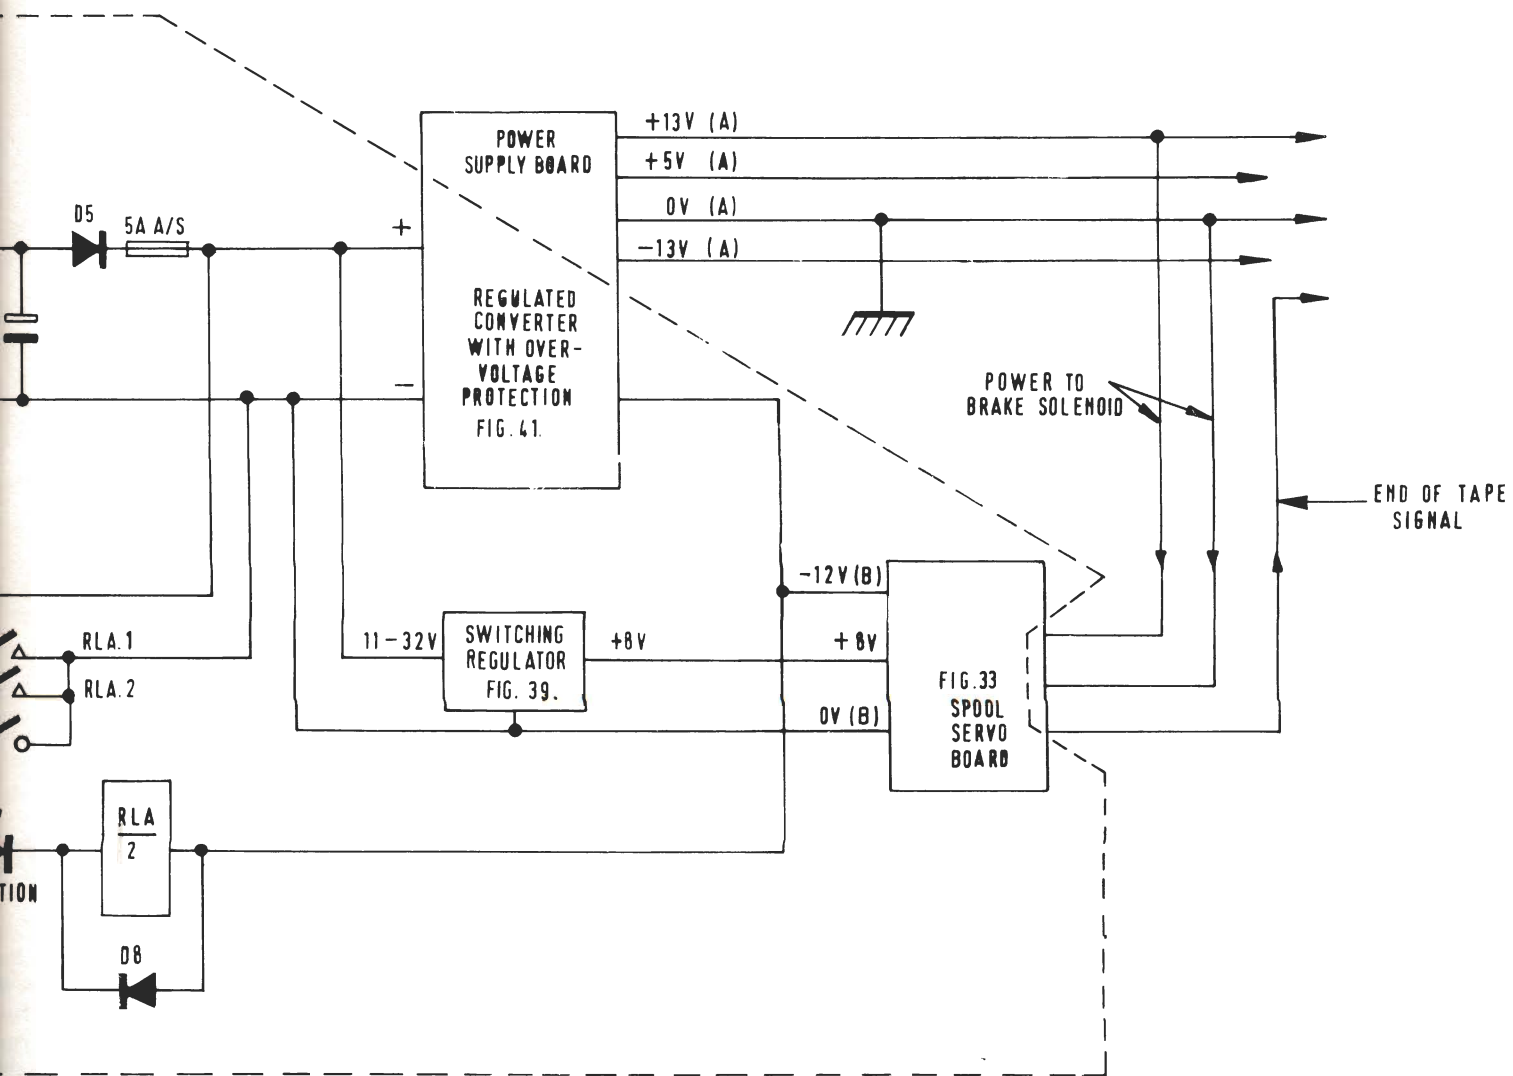 POWER
SUPPLY BOARD
+13V (A)
+5V (A)
0V (A)
-13V (A)
D5
5A A/S
+
REGULATED
CONVERTER
WITH OVER-
VOLTAGE
PROTECTION
FIG. 41.
−
POWER TO
BRAKE SOLENOID
END OF TAPE
SIGNAL
-12V (B)
RLA.1
11-32V
SWITCHING
REGULATOR
FIG. 39.
+8V
+8V
RLA.2
FIG.33
SPOOL
SERVO
BOARD
0V (B)
RLA
2
TION
D8